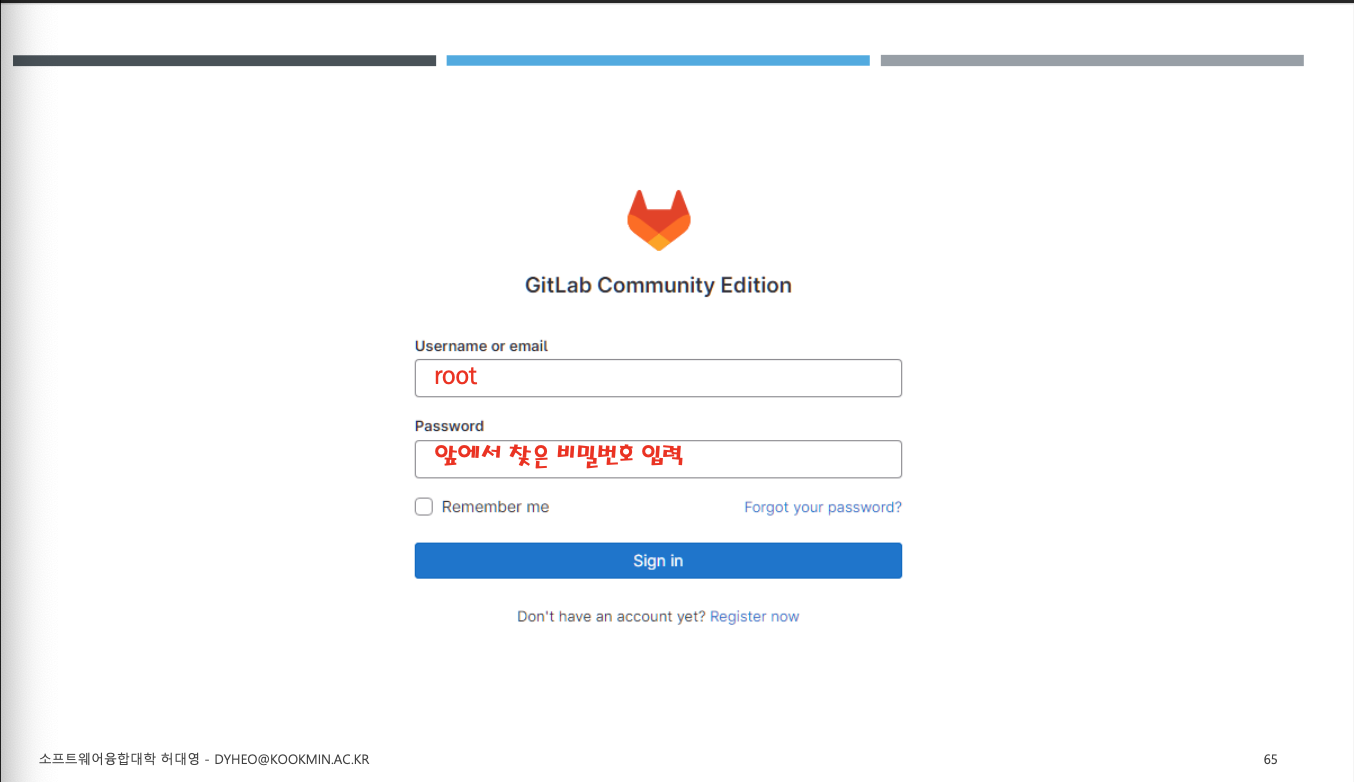 GitLab Community Edition
Username or email
root
Password
앞에서 찾은 비밀번호 입력
Remember me
Forgot your password?
Sign in
Don't have an account yet? Register now
소프트웨어융합대학 허대영 - DYHEO@KOOKMIN.AC.KR
65